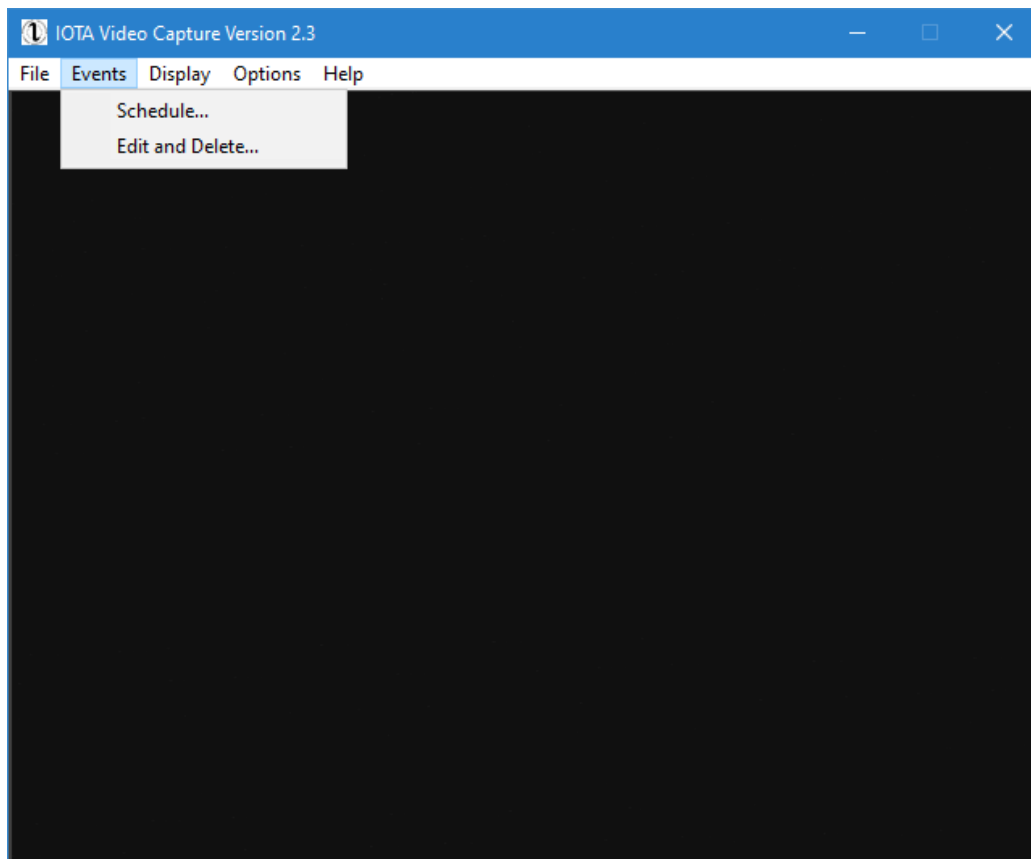 IOTA Video Capture Version 2.3
File Events Display Options Help
Schedule...
Edit and Delete...